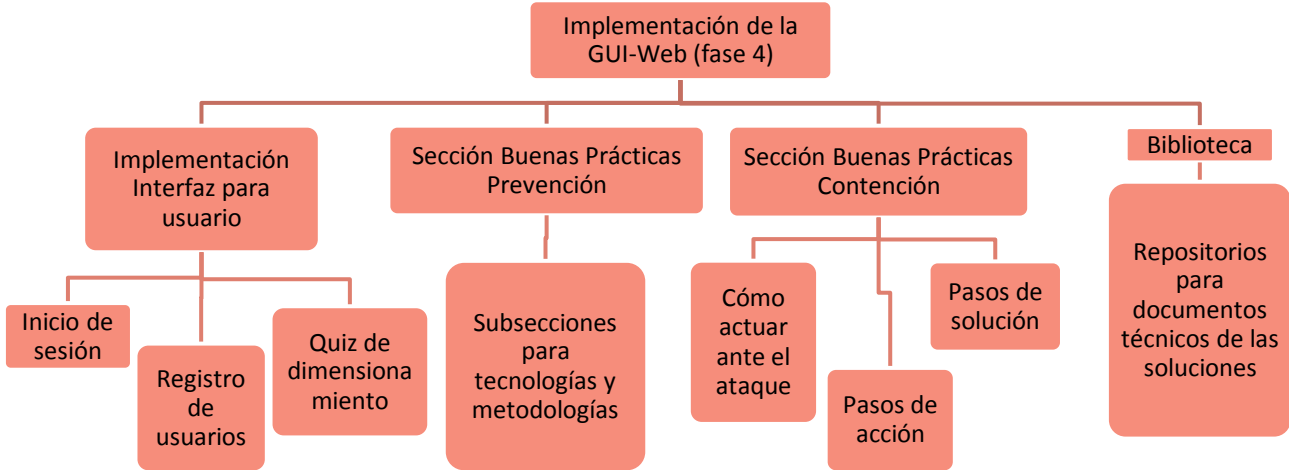 Implementación de la
GUI-Web (fase 4)
Implementación
Interfaz para
usuario
Sección Buenas Prácticas
Prevención
Sección Buenas Prácticas
Contención
Biblioteca
Inicio de
sesión
Registro
de
usuarios
Quiz de
dimensiona
miento
Subsecciones
para
tecnologías y
metodologías
Cómo
actuar
ante el
ataque
Pasos de
acción
Pasos de
solución
Repositorios
para
documentos
técnicos de las
soluciones